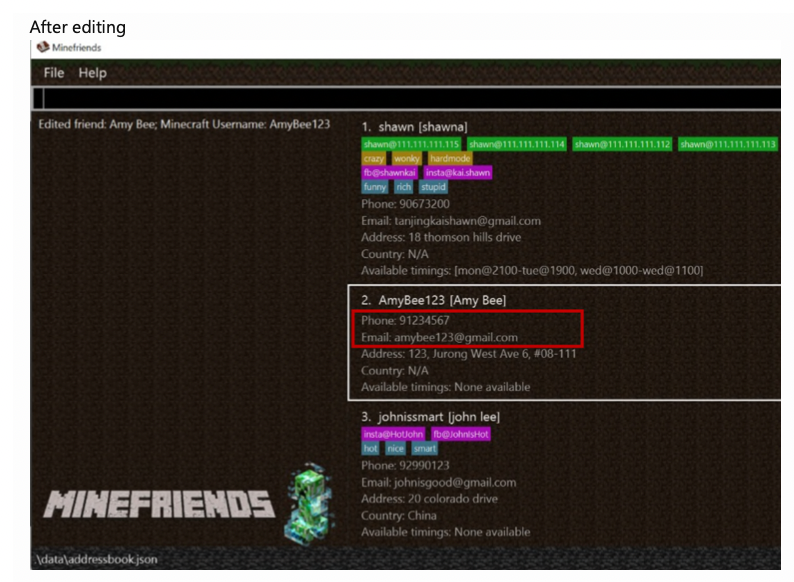 After editing
Minefriends
File Help
Edited friend: Amy Bee; Minecraft Username: AmyBee123
1. shawn [shawna]
shawn@111.111.111.115 shawn@111.111.111.114 shawn@111.111.111.112 shawn@111.111.111.113
crazy wonky hardmode
fb@shawnkai insta@kai.shawn
funny rich stupid
Phone: 90673200
Email: tanjingkaishawn@gmail.com
Address: 18 thomson hills drive
Country: N/A
Available timings: [mon@2100-tue@1900, wed@1000-wed@1100]
2. AmyBee123 [Amy Bee]
Phone: 91234567
Email: amybee123@gmail.com
Address: 123, Jurong West Ave 6, #08-111
Country: N/A
Available timings: None available
3. johnissmart [john lee]
insta@HotJohn fb@JohnIsHot
hot nice smart
Phone: 92990123
Email: johnisgood@gmail.com
Address: 20 colorado drive
Country: China
Available timings: None available
MINEFRIENDS
.\data\addressbook.json